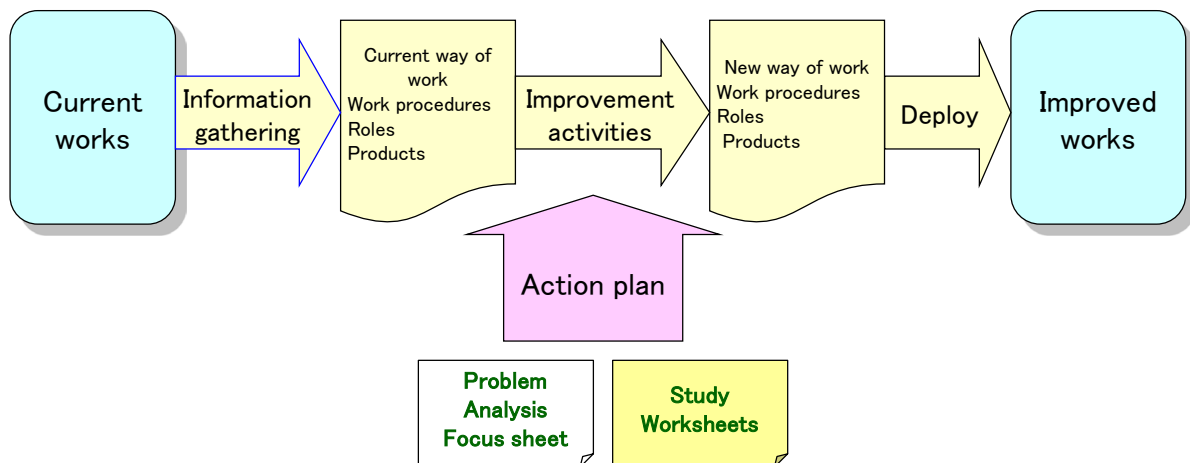 Current
works
Information
gathering
Current way of
work
Work procedures
Roles
Products
Improvement
activities
New way of work
Work procedures
Roles
Products
Deploy
Improved
works
Action plan
Problem
Analysis
Focus sheet
Study
Worksheets